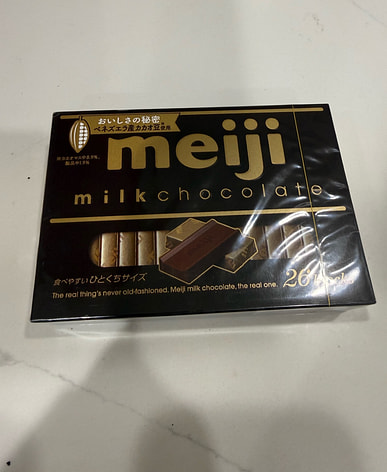 おいしさの秘密
ベネズエラ産カカオ豆使用
meiji
milkchocolate
食べやすいひとくちサイズ
26
The real thing's never old-fashioned. Meiji milk chocolate, the real one.